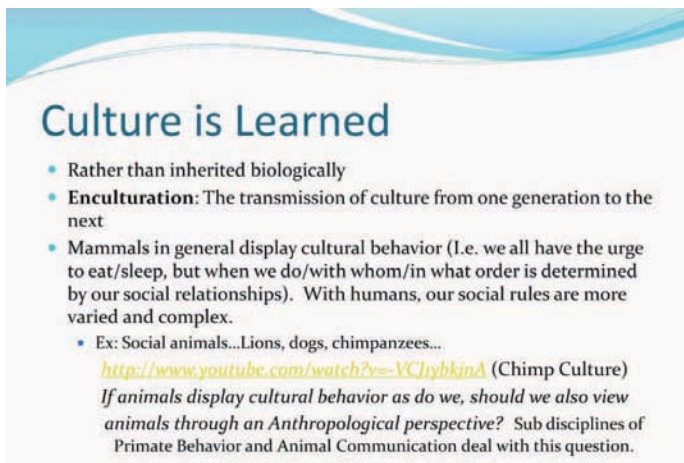 Culture is Learned
Rather than inherited biologically
Enculturation: The transmission of culture from one generation to the
next
Mammals in general display cultural behavior (I.e. we all have the urge
to eat/sleep, but when we do/with whom/in what order is determined
by our social relationships). With humans, our social rules are more
varied and complex.
Ex: Social animals...Lions, dogs, chimpanzees...
(Chimp Culture)
If animals display cultural behavior as do we, should we also view
animals through an Anthropological perspective? Sub disciplines of
Primate Behavior and Animal Communication deal with this question.